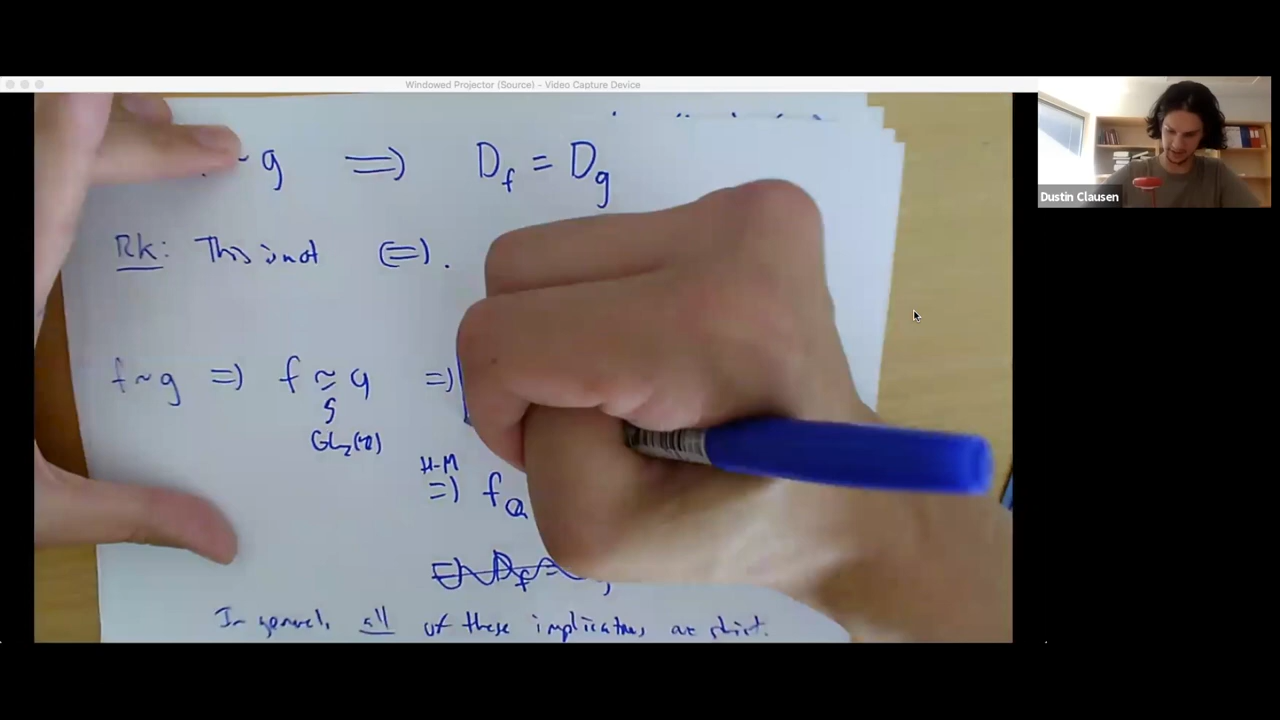 Windowed Projector (Source) - Video Capture Device
Dustin Clausen
~ g ⟹ D_f = D_g
Rk: This is not (⟸).
f ~ g ⟹ f ≃ g ⟹
GL₂(ℤ)
H-M
⟹ f_ℚ
In general, all of these implications are strict.